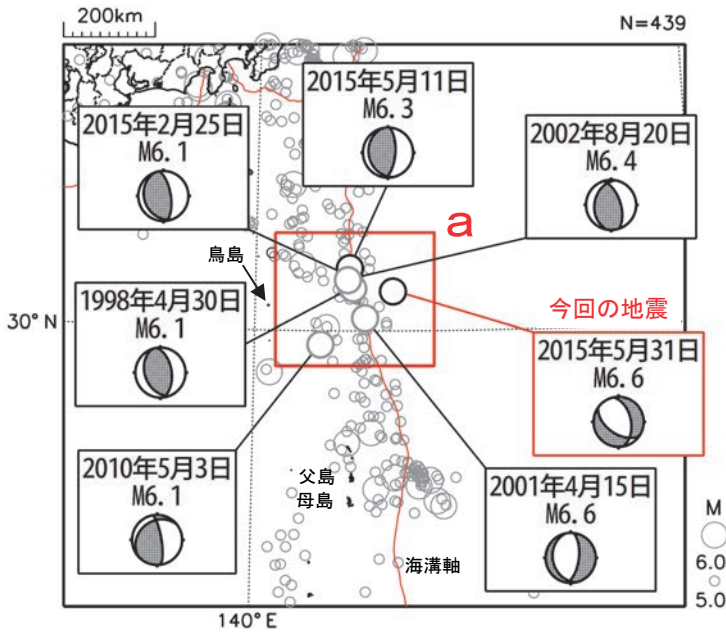 200km
N=439
2015年5月11日
M6.3
2015年2月25日
M6.1
2002年8月20日
M6.4
a
鳥島
1998年4月30日
M6.1
30°N
今回の地震
2015年5月31日
M6.6
2010年5月3日
M6.1
父島
母島
2001年4月15日
M6.6
海溝軸
M
6.0
5.0
140°E